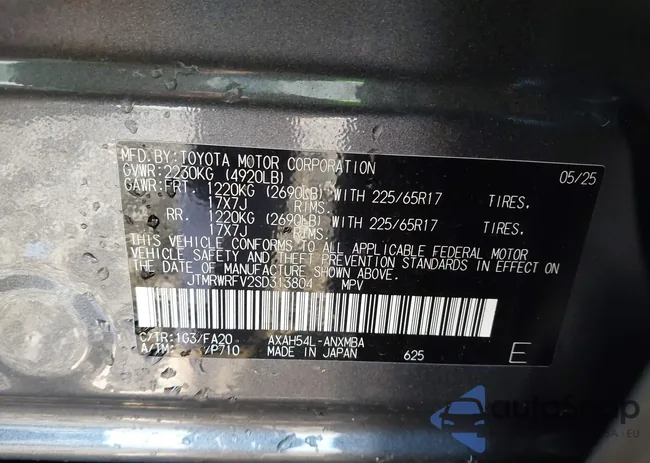 MFD.BY:TOYOTA MOTOR CORPORATION 05/25
GVWR:2230KG (4920LB)
GAWR:FRT. 1220KG (2690LB) WITH 225/65R17 TIRES.
17X7J RIMS.
RR. 1220KG (2690LB) WITH 225/65R17 TIRES.
17X7J RIMS.
THIS VEHICLE CONFORMS TO ALL APPLICABLE FEDERAL MOTOR
VEHICLE SAFETY AND THEFT PREVENTION STANDARDS IN EFFECT ON
THE DATE OF MANUFACTURE SHOWN ABOVE.
JTMRWRFV2SD313804 MPV
C/TR:1G3/FA20 AXAH54L-ANXMBA
/P710 MADE IN JAPAN 625 E